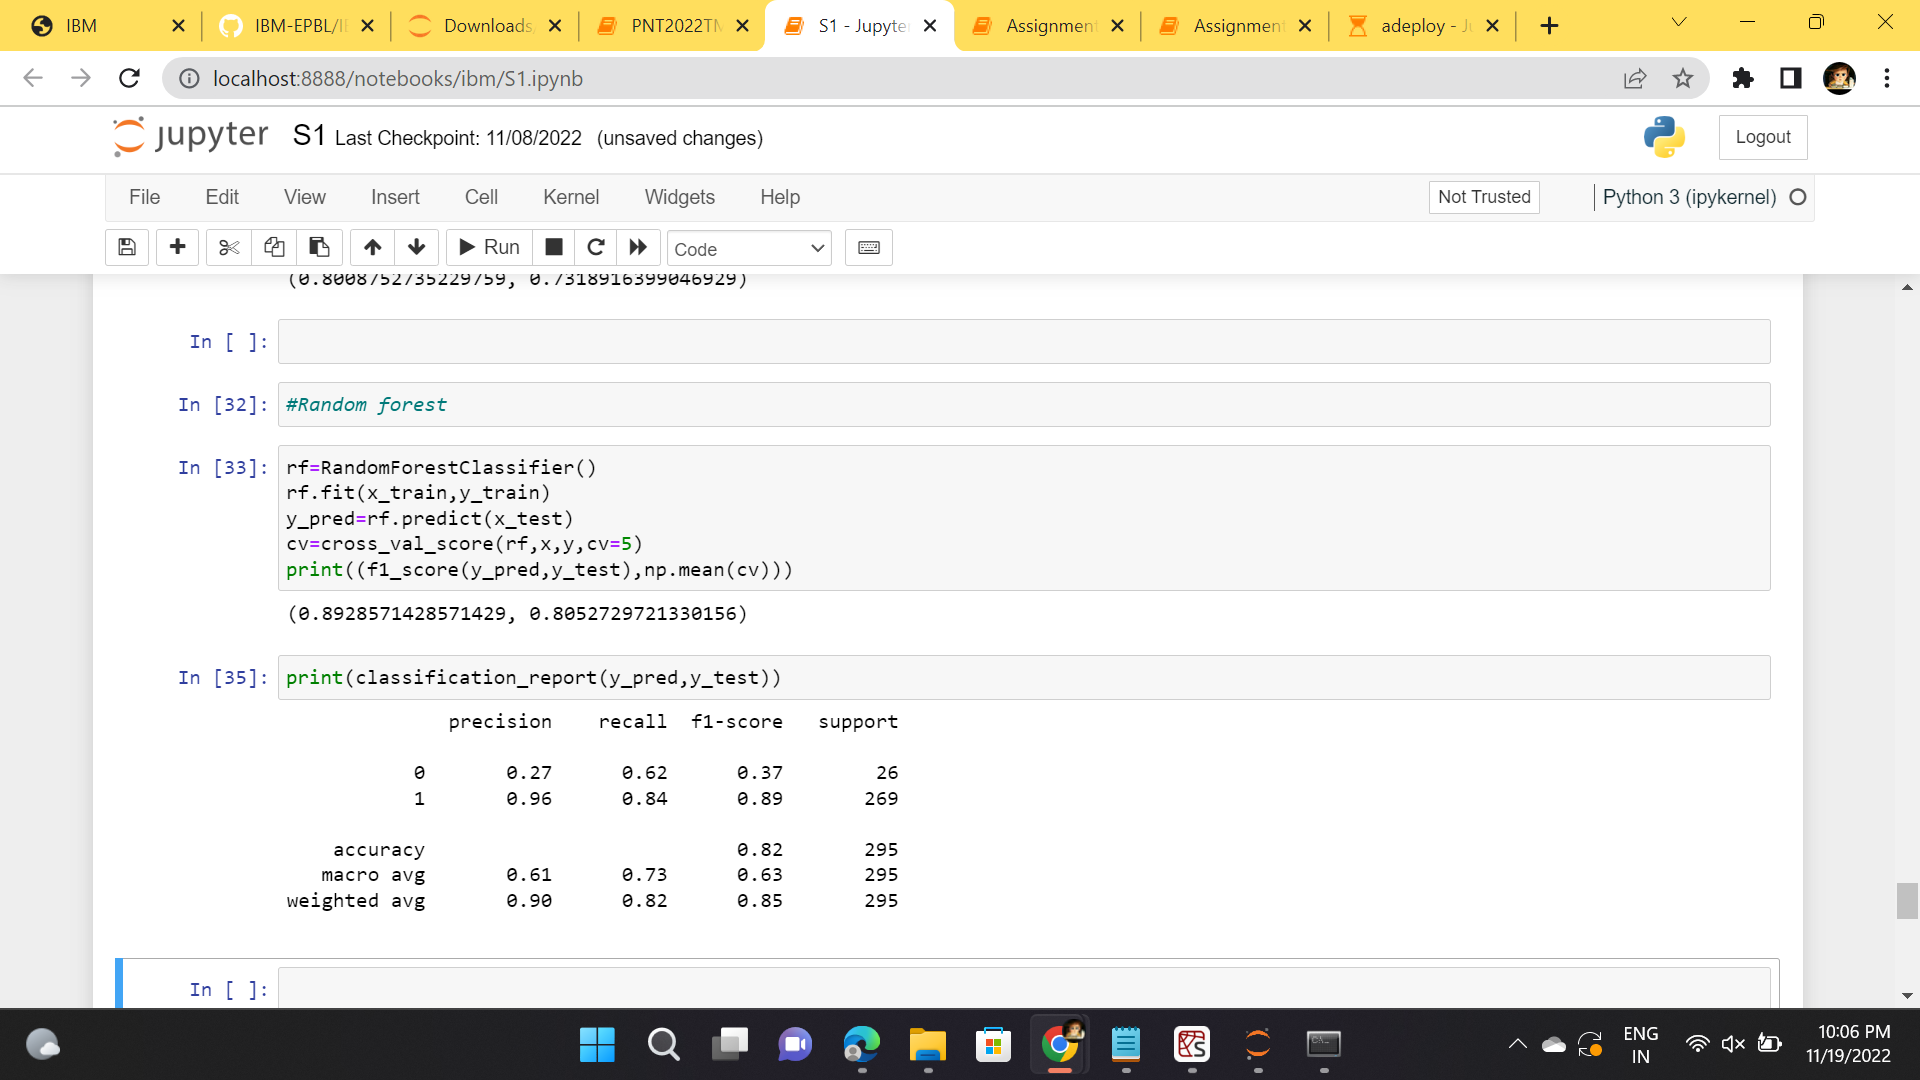 IBM
IBM-EPBL/
Downloads
PNT2022TM
S1 - Jupyte
Assignment
Assignment
adeploy - Ju
localhost:8888/notebooks/ibm/S1.ipynb
jupyter S1 Last Checkpoint: 11/08/2022 (unsaved changes)
Logout
File Edit View Insert Cell Kernel Widgets Help
Not Trusted
Python 3 (ipykernel)
Run
Code
(0.8008752735229759, 0.7318916399046929)
In [ ]:
In [32]: #Random forest
In [33]: rf=RandomForestClassifier()
rf.fit(x_train,y_train)
y_pred=rf.predict(x_test)
cv=cross_val_score(rf,x,y,cv=5)
print((f1_score(y_pred,y_test),np.mean(cv)))
(0.8928571428571429, 0.8052729721330156)
In [35]: print(classification_report(y_pred,y_test))
precision recall f1-score support
0 0.27 0.62 0.37 26
1 0.96 0.84 0.89 269
accuracy 0.82 295
macro avg 0.61 0.73 0.63 295
weighted avg 0.90 0.82 0.85 295
In [ ]:
ENG
IN
10:06 PM
11/19/2022